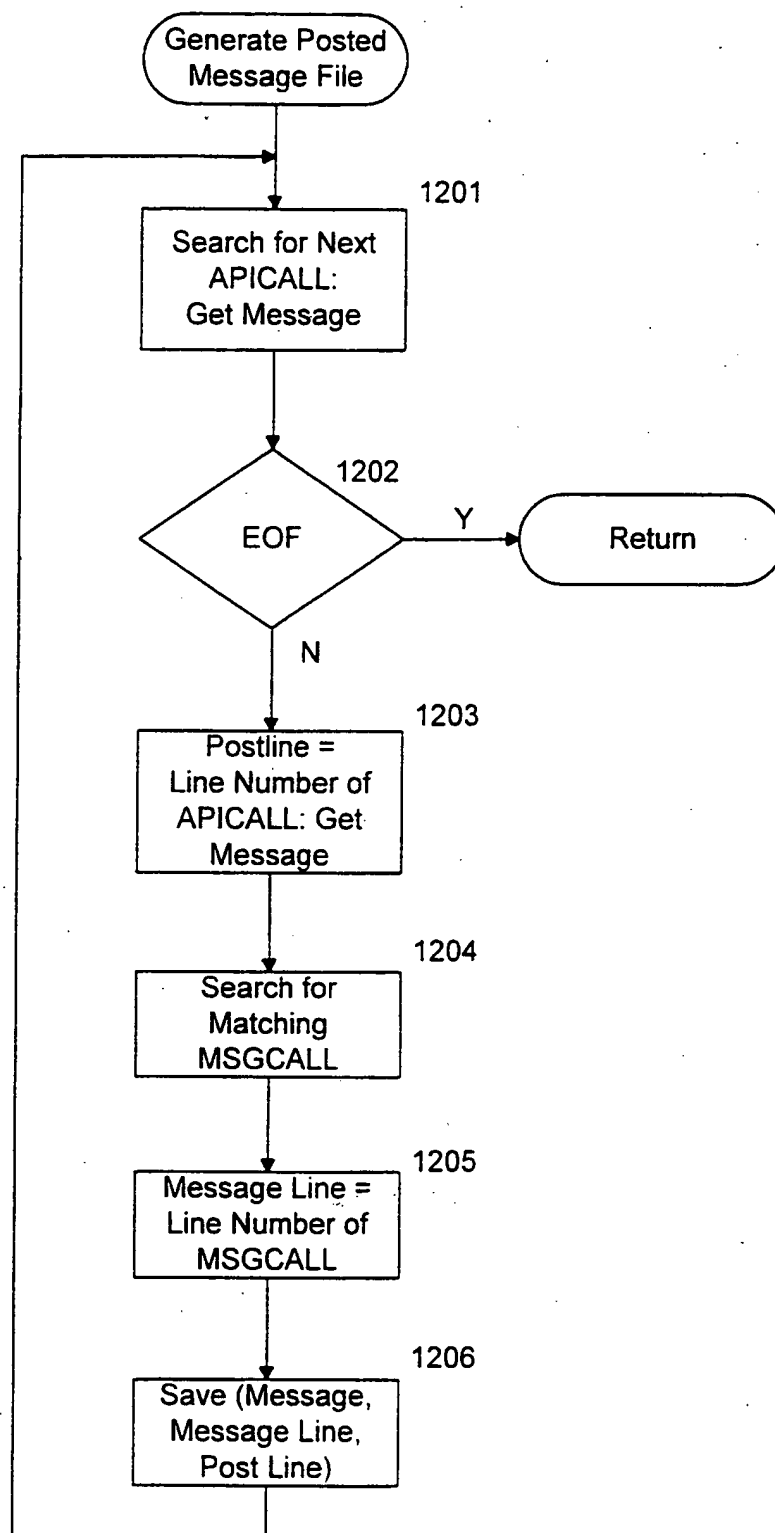 Generate Posted
Message File
1201
Search for Next
APICALL:
Get Message
1202
EOF
Y
Return
N
1203
Postline =
Line Number of
APICALL: Get
Message
1204
Search for
Matching
MSGCALL
1205
Message Line =
Line Number of
MSGCALL
1206
Save (Message,
Message Line,
Post Line)